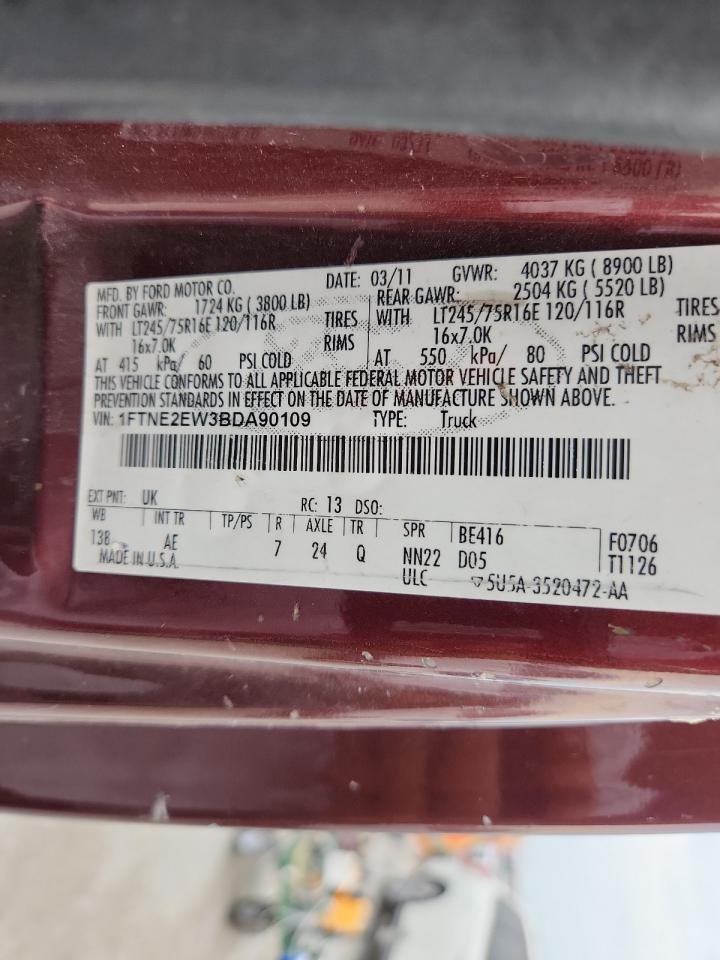 MFD. BY FORD MOTOR CO.
DATE: 03/11 GVWR: 4037 KG ( 8900 LB)
FRONT GAWR: 1724 KG ( 3800 LB) REAR GAWR: 2504 KG ( 5520 LB)
WITH LT245/75R16E 120/116R TIRES WITH LT245/75R16E 120/116R TIRES
16x7.0K RIMS 16x7.0K RIMS
AT 415 kPa/ 60 PSI COLD AT 550 kPa/ 80 PSI COLD
THIS VEHICLE CONFORMS TO ALL APPLICABLE FEDERAL MOTOR VEHICLE SAFETY AND THEFT
PREVENTION STANDARDS IN EFFECT ON THE DATE OF MANUFACTURE SHOWN ABOVE.
VIN: 1FTNE2EW3BDA90109 TYPE: Truck
EXT PNT: UK RC: 13 DSO:
WB INT TR TP/PS R AXLE TR SPR BE416 F0706
138 AE 7 24 Q NN22 D05 T1126
MADE IN U.S.A. ULC 5U5A-3520472-AA